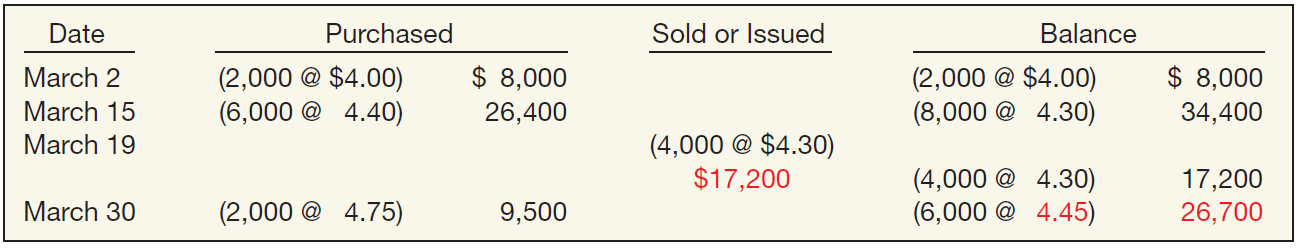 Date Purchased Sold or Issued Balance
March 2 (2,000 @ $4.00) $ 8,000 (2,000 @ $4.00) $ 8,000
March 15 (6,000 @ 4.40) 26,400 (8,000 @ 4.30) 34,400
March 19 (4,000 @ $4.30)
$17,200 (4,000 @ 4.30) 17,200
March 30 (2,000 @ 4.75) 9,500 (6,000 @ 4.45) 26,700